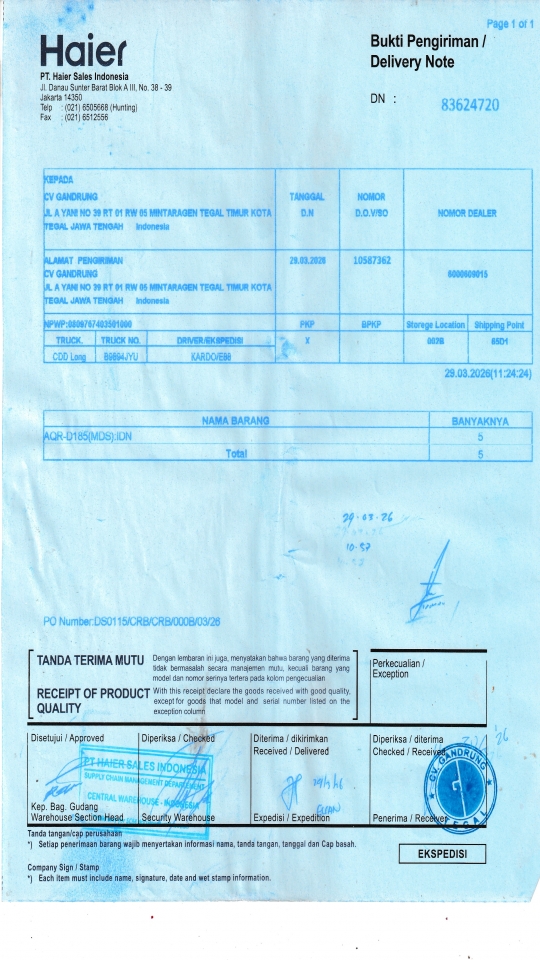 Page 1 of 1
Haier
Bukti Pengiriman /
Delivery Note
PT. Haier Sales Indonesia
Jl. Danau Sunter Barat Blok A III, No. 38 - 39
Jakarta 14350
Telp : (021) 6505668 (Hunting)
Fax : (021) 6512556
DN : 83624720
KEPADA
CV GANDRUNG
JL A YANI NO 39 RT 01 RW 05 MINTARAGEN TEGAL TIMUR KOTA
TEGAL JAWA TENGAH Indonesia
TANGGAL D.N
NOMOR D.O.V/SO
NOMOR DEALER
ALAMAT PENGIRIMAN
CV GANDRUNG
JL A YANI NO 39 RT 01 RW 05 MINTARAGEN TEGAL TIMUR KOTA
TEGAL JAWA TENGAH Indonesia
29.03.2026
10587362
6000609015
NPWP:0809767403501000
PKP BPKP Storege Location Shipping Point
TRUCK. TRUCK NO. DRIVER/EKSPEDISI X
CDD Long KARDO/EBB
29.03.2026(11:24:24)
NAMA BARANG BANYAKNYA
AQR-D185(MDS):IDN 5
Total 5
29-03-26
10.57
PO Number:DS0115/CRB/CRB/000B/03/26
TANDA TERIMA MUTU
Dengan lembaran ini juga, menyatakan bahwa barang yang diterima
tidak bermasalah secara manajemen mutu, kecuali barang yang
model dan nomor serinya tertera pada kolom pengecualian
RECEIPT OF PRODUCT QUALITY
With this receipt declare the goods received with good quality,
except for goods that model and serial number listed on the
exception column
Perkecualian /
Exception
Disetujui / Approved
Diperiksa / Checked
Diterima / dikirimkan
Received / Delivered
Diperiksa / diterima
Checked / Received
PT HAIER SALES INDONESIA
SUPPLY CHAIN MANAGEMENT DEPARTEMENT
CENTRAL WAREHOUSE - INDONESIA
CV. GANDRUNG
TEGAL
Kep. Bag. Gudang
Warehouse Section Head
Security Warehouse
Expedisi / Expedition
Penerima / Receiver
Tanda tangan/cap perusahaan
*) Setiap penerimaan barang wajib menyertakan informasi nama, tanda tangan, tanggal dan Cap basah.
EKSPEDISI
Company Sign / Stamp
*) Each item must include name, signature, date and wet stamp information.